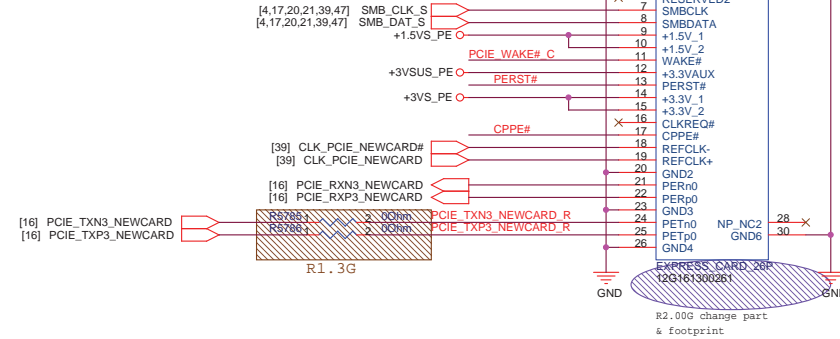 RESERVED2
[4,17,20,21,39,47] SMB_CLK_S 7 SMBCLK
[4,17,20,21,39,47] SMB_DAT_S 8 SMBDATA
+1.5VS_PE 9 +1.5V_1
10 +1.5V_2
PCIE_WAKE#_C 11 WAKE#
+3VSUS_PE 12 +3.3VAUX
PERST# 13 PERST#
+3VS_PE 14 +3.3V_1
15 +3.3V_2
16 CLKREQ#
CPPE# 17 CPPE#
[39] CLK_PCIE_NEWCARD# 18 REFCLK-
[39] CLK_PCIE_NEWCARD 19 REFCLK+
20 GND2
[16] PCIE_RXN3_NEWCARD 21 PERn0
[16] PCIE_RXP3_NEWCARD 22 PERp0
23 GND3
[16] PCIE_TXN3_NEWCARD R5785 1 2 0Ohm PCIE_TXN3_NEWCARD_R 24 PETn0 NP_NC2 28
[16] PCIE_TXP3_NEWCARD R5786 1 2 0Ohm PCIE_TXP3_NEWCARD_R 25 PETp0 GND6 30
26 GND4
R1.3G
EXPRESS_CARD_26P
12G161300261
GND
GND
R2.00G change part
& footprint